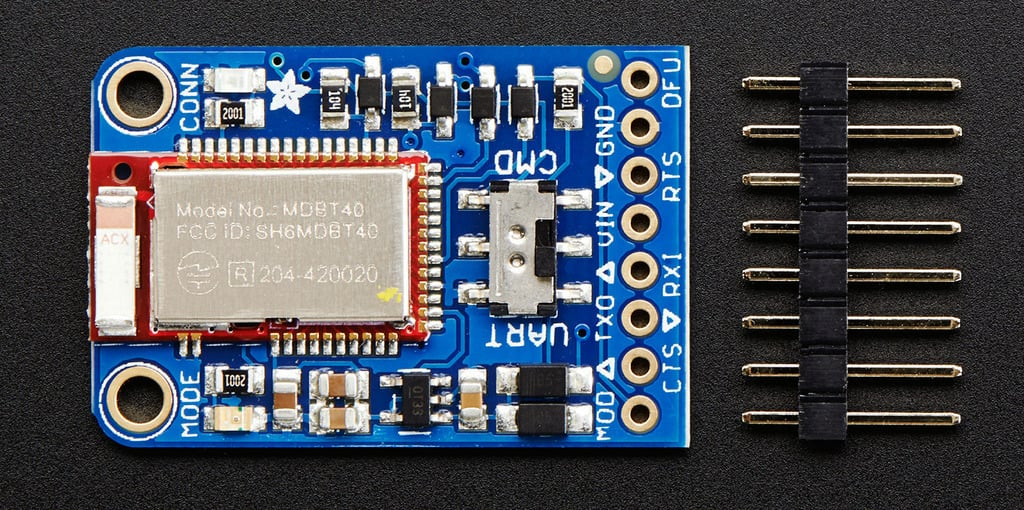 CONN
2001
104
104
2001
CMD
Model No.: MDBT40
FCC ID: SH6MDBT40
R 204-420020
ACX
UART
MODE
2001
DFU
GND
RTS
VIN
RXI
TXO
CTS
MOD